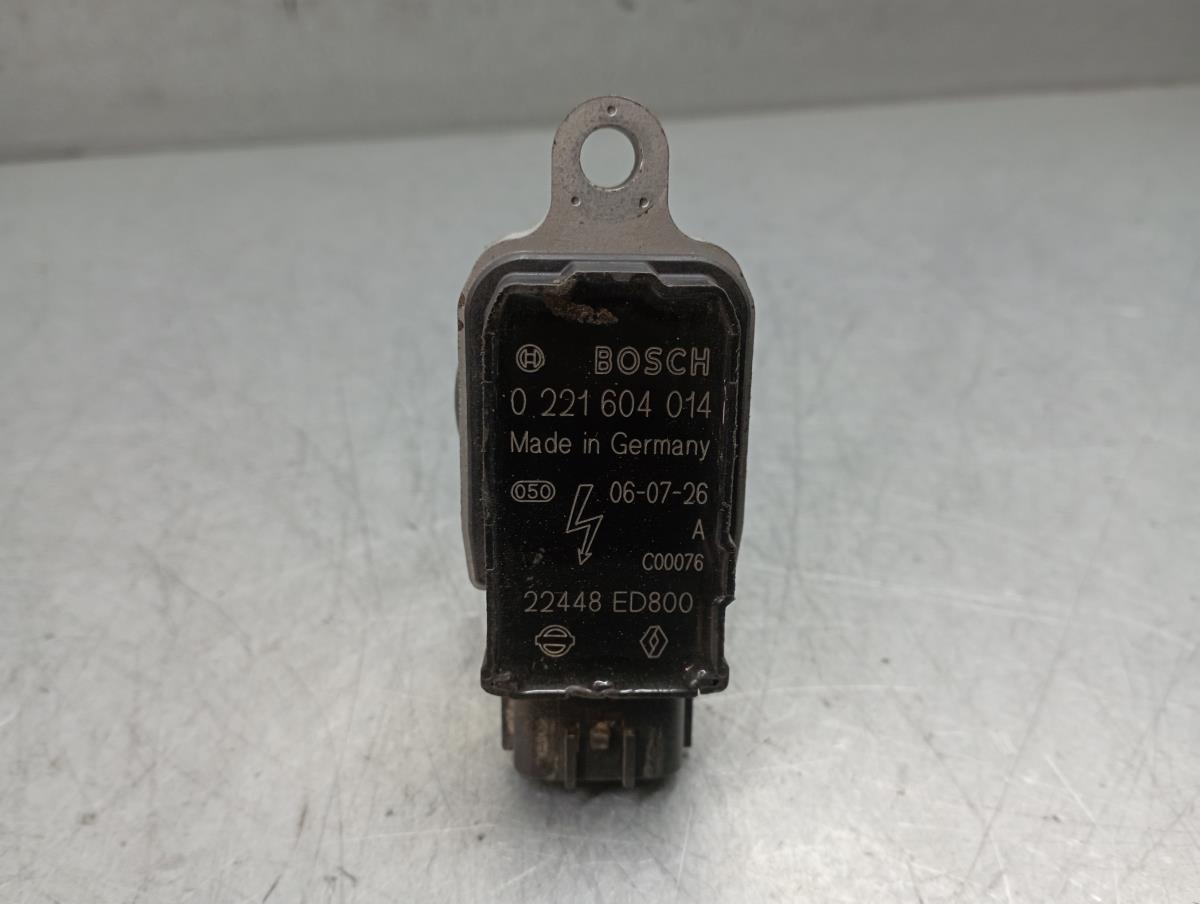 BOSCH
0 221 604 014
Made in Germany
050 06-07-26
A
C00076
22448 ED800